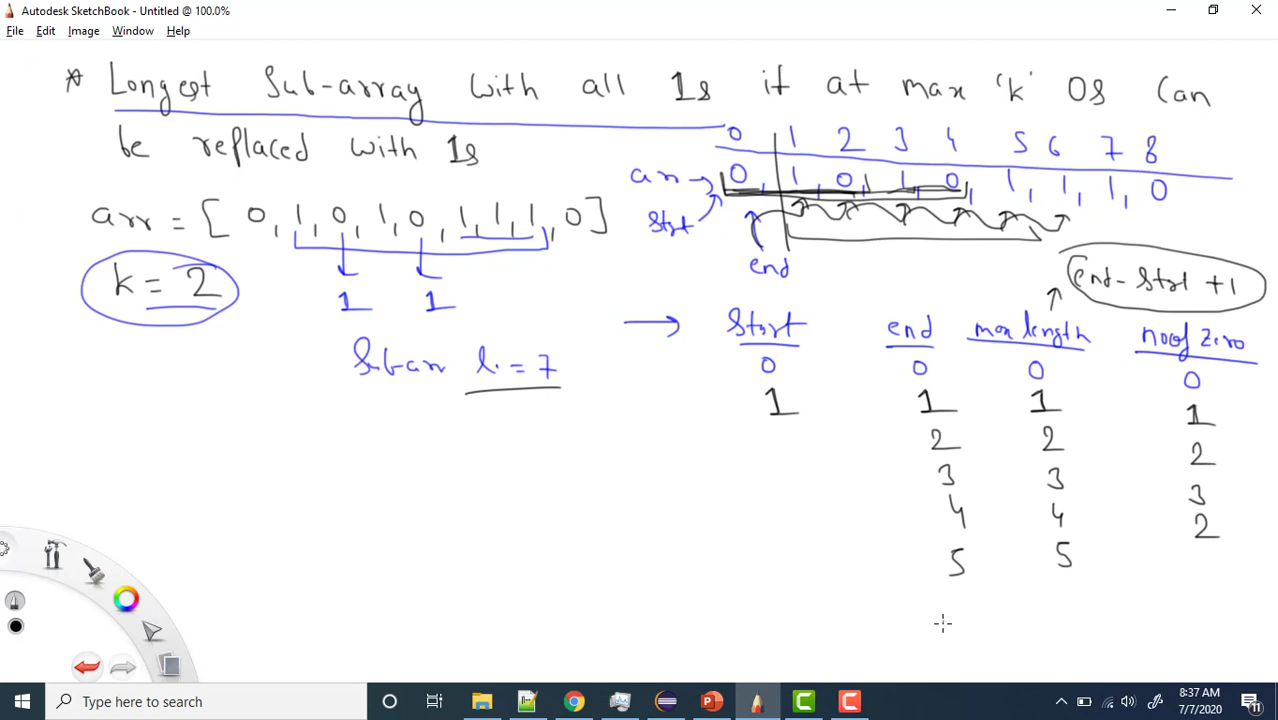 Autodesk SketchBook - Untitled @ 100.0%
File Edit Image Window Help
* Longest Sub-array with all 1s if at max 'k' 0s can
be replaced with 1s
0 1 2 3 4 5 6 7 8
arr → 0, 1, 0, 1, 0, 1, 1, 1, 0
arr = [ 0, 1, 0, 1, 0, 1, 1, 1, 0 ]
Strt
end
k = 2
1 1
end - Strt + 1
→ Start end max length no of zero
Subarr l. = 7
0 0 0 0
1 1 1 1
2 2 2
3 3 3
4 4 2
5 5
Type here to search
8:37 AM
7/7/2020
11